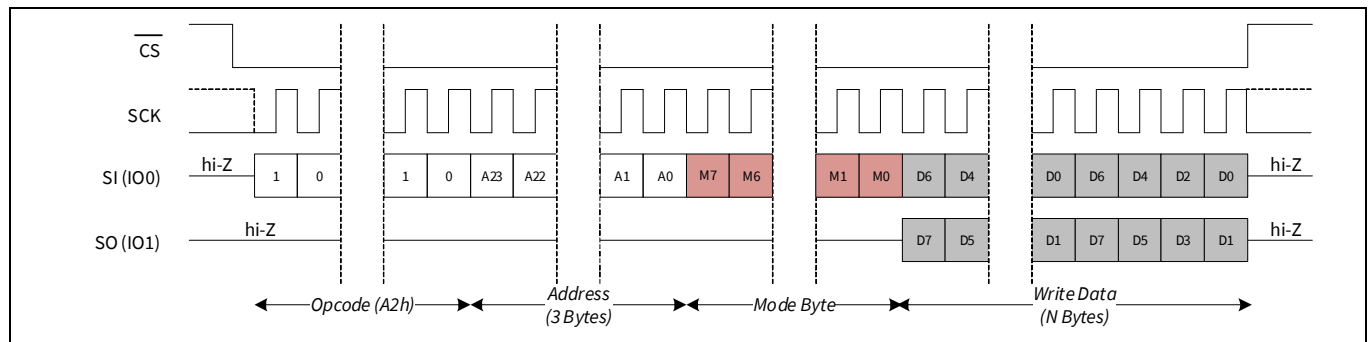 CS
SCK
SI (IO0) hi-Z 1 0 1 0 A23 A22 A1 A0 M7 M6 M1 M0 D6 D4 D0 D6 D4 D2 D0 hi-Z
SO (IO1) hi-Z D7 D5 D1 D7 D5 D3 D1 hi-Z
Opcode (A2h) Address Mode Byte Write Data
(3 Bytes) (N Bytes)